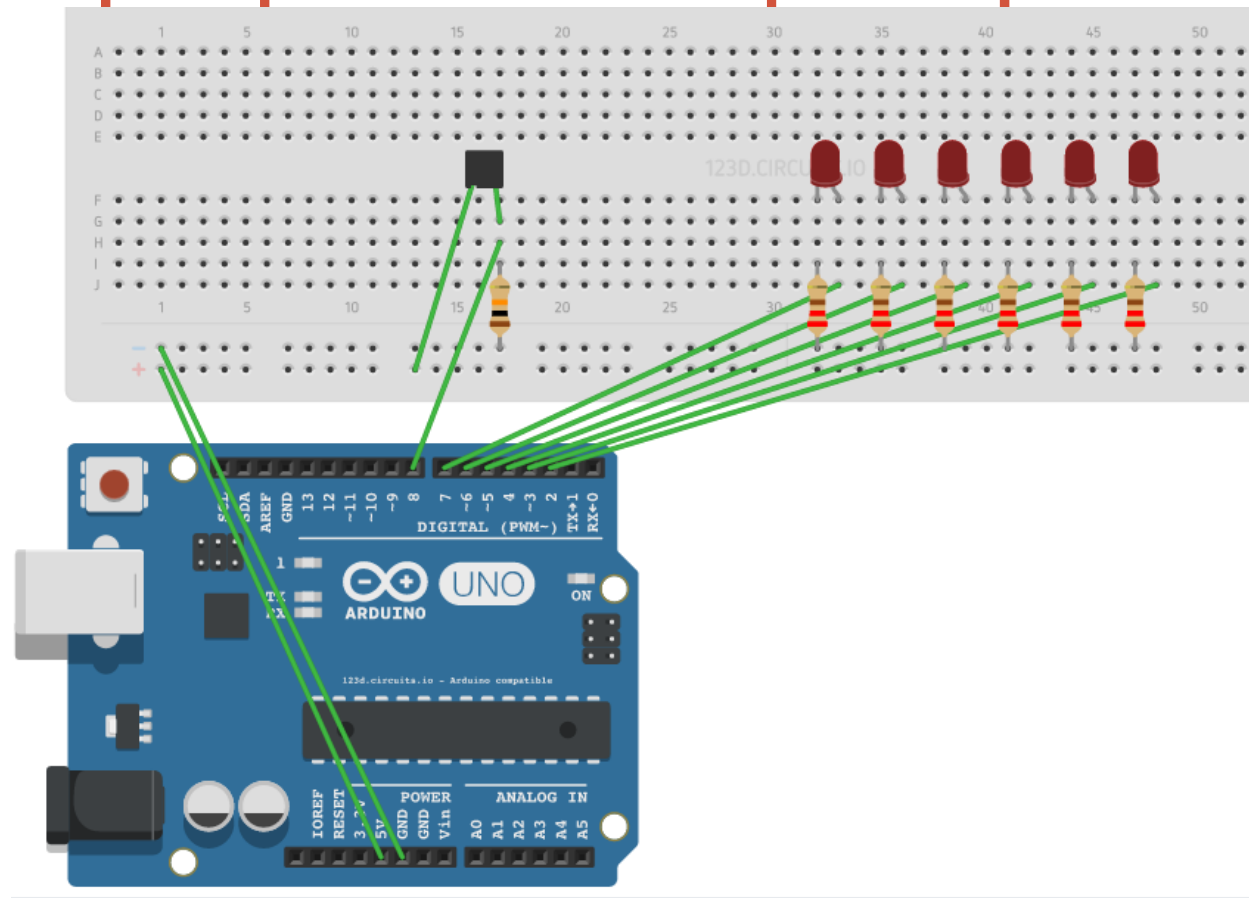 1 5 10 15 20 25 30 35 40 45 50
A
B
C
D
E
123D.CIRCUITS.IO
F
G
H
I
J
1 5 10 15 20 25 30 35 40 45 50
−
+
SCL SDA AREF GND 13 12 ~11 ~10 ~9 8 7 ~6 ~5 4 ~3 2 TX→1 RX←0
DIGITAL (PWM~)
1
TX
RX
UNO
ON
ARDUINO
123d.circuits.io - Arduino compatible
POWER ANALOG IN
IOREF RESET 3.3V 5V GND GND Vin A0 A1 A2 A3 A4 A5